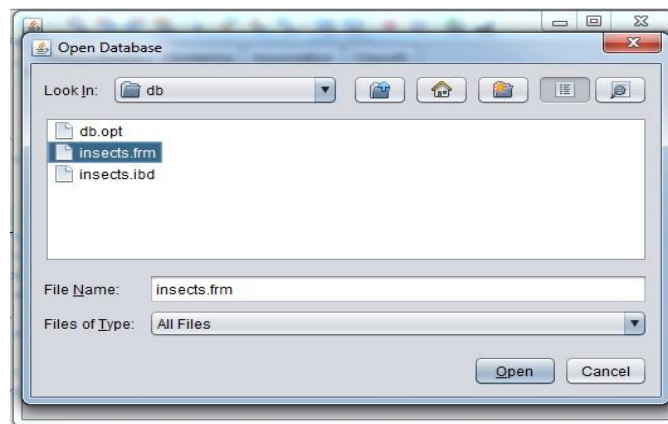 Open Database
Look In: db
db.opt
insects.frm
insects.ibd
File Name: insects.frm
Files of Type: All Files
Open Cancel